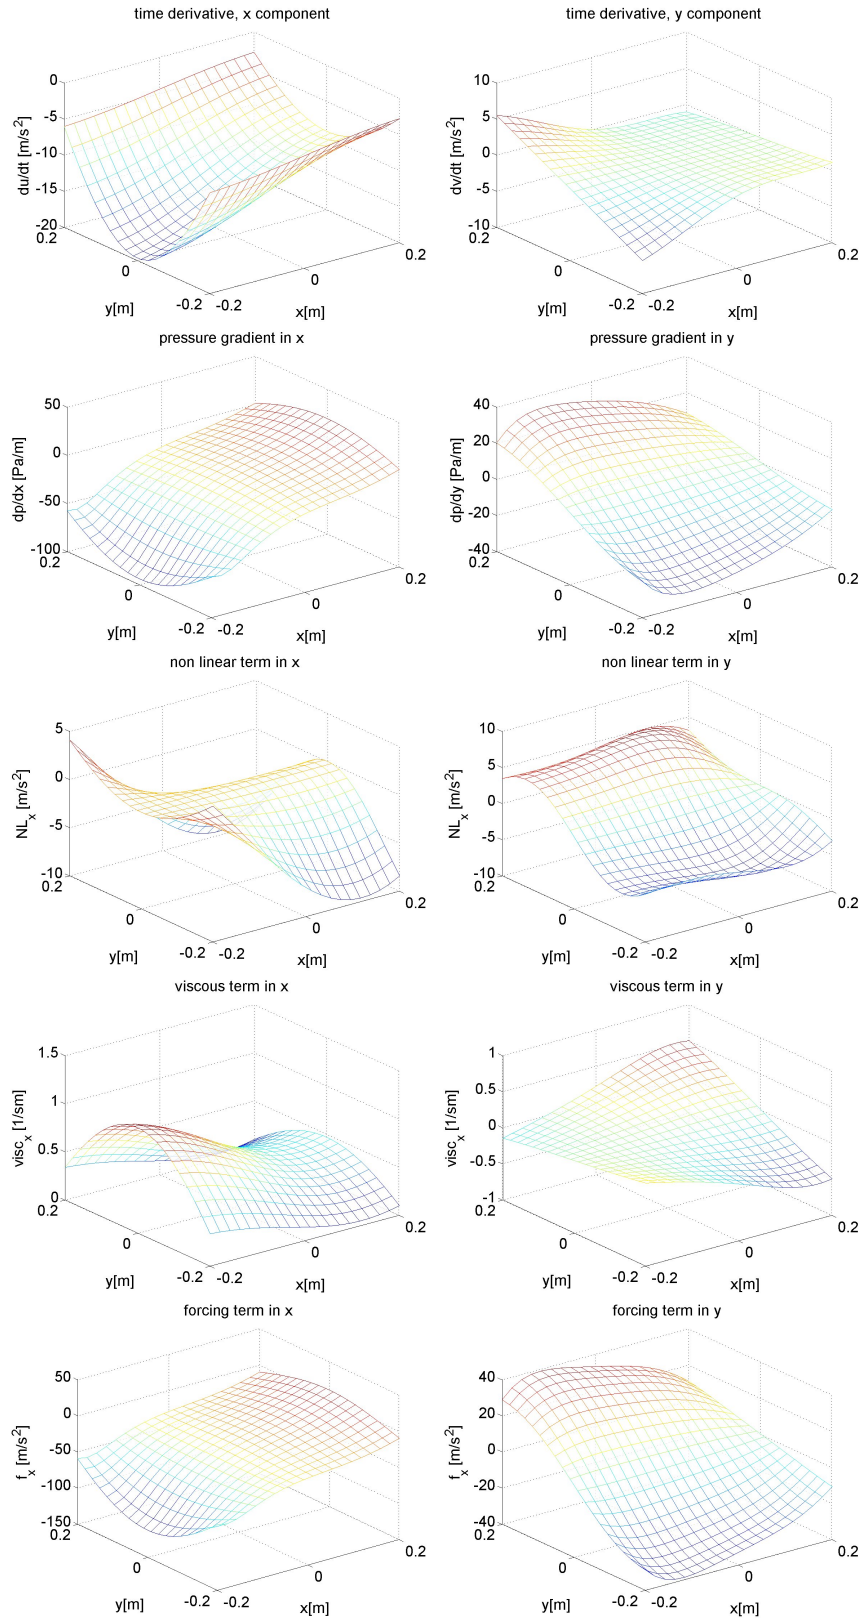 time derivative, x component
time derivative, y component
0
-5
-10
-15
-20
du/dt [m/s2]
0.2
0
-0.2
y[m]
-0.2
0
0.2
x[m]
10
5
0
-5
-10
dv/dt [m/s2]
0.2
0
-0.2
y[m]
-0.2
0
0.2
x[m]
pressure gradient in x
pressure gradient in y
50
0
-50
-100
dp/dx [Pa/m]
0.2
0
-0.2
y[m]
-0.2
0
0.2
x[m]
40
20
0
-20
-40
dp/dy [Pa/m]
0.2
0
-0.2
y[m]
-0.2
0
0.2
x[m]
non linear term in x
non linear term in y
5
0
-5
-10
NLx [m/s2]
0.2
0
-0.2
y[m]
-0.2
0
0.2
x[m]
10
5
0
-5
-10
NLx [m/s2]
0.2
0
-0.2
y[m]
-0.2
0
0.2
x[m]
viscous term in x
viscous term in y
1.5
1
0.5
0
viscx [1/sm]
0.2
0
-0.2
y[m]
-0.2
0
0.2
x[m]
1
0.5
0
-0.5
-1
viscx [1/sm]
0.2
0
-0.2
y[m]
-0.2
0
0.2
x[m]
forcing term in x
forcing term in y
50
0
-50
-100
-150
fx [m/s2]
0.2
0
-0.2
y[m]
-0.2
0
0.2
x[m]
40
20
0
-20
-40
fx [m/s2]
0.2
0
-0.2
y[m]
-0.2
0
0.2
x[m]